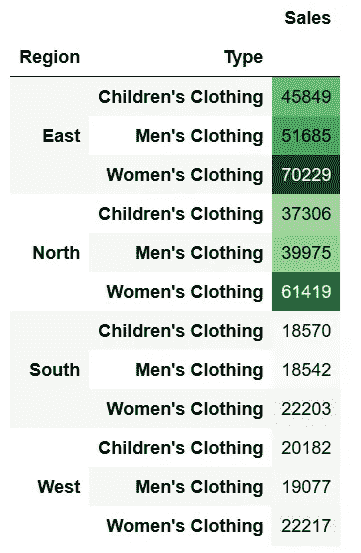 Sales
Region Type
Children's Clothing 45849
East Men's Clothing 51685
Women's Clothing 70229
Children's Clothing 37306
North Men's Clothing 39975
Women's Clothing 61419
Children's Clothing 18570
South Men's Clothing 18542
Women's Clothing 22203
Children's Clothing 20182
West Men's Clothing 19077
Women's Clothing 22217